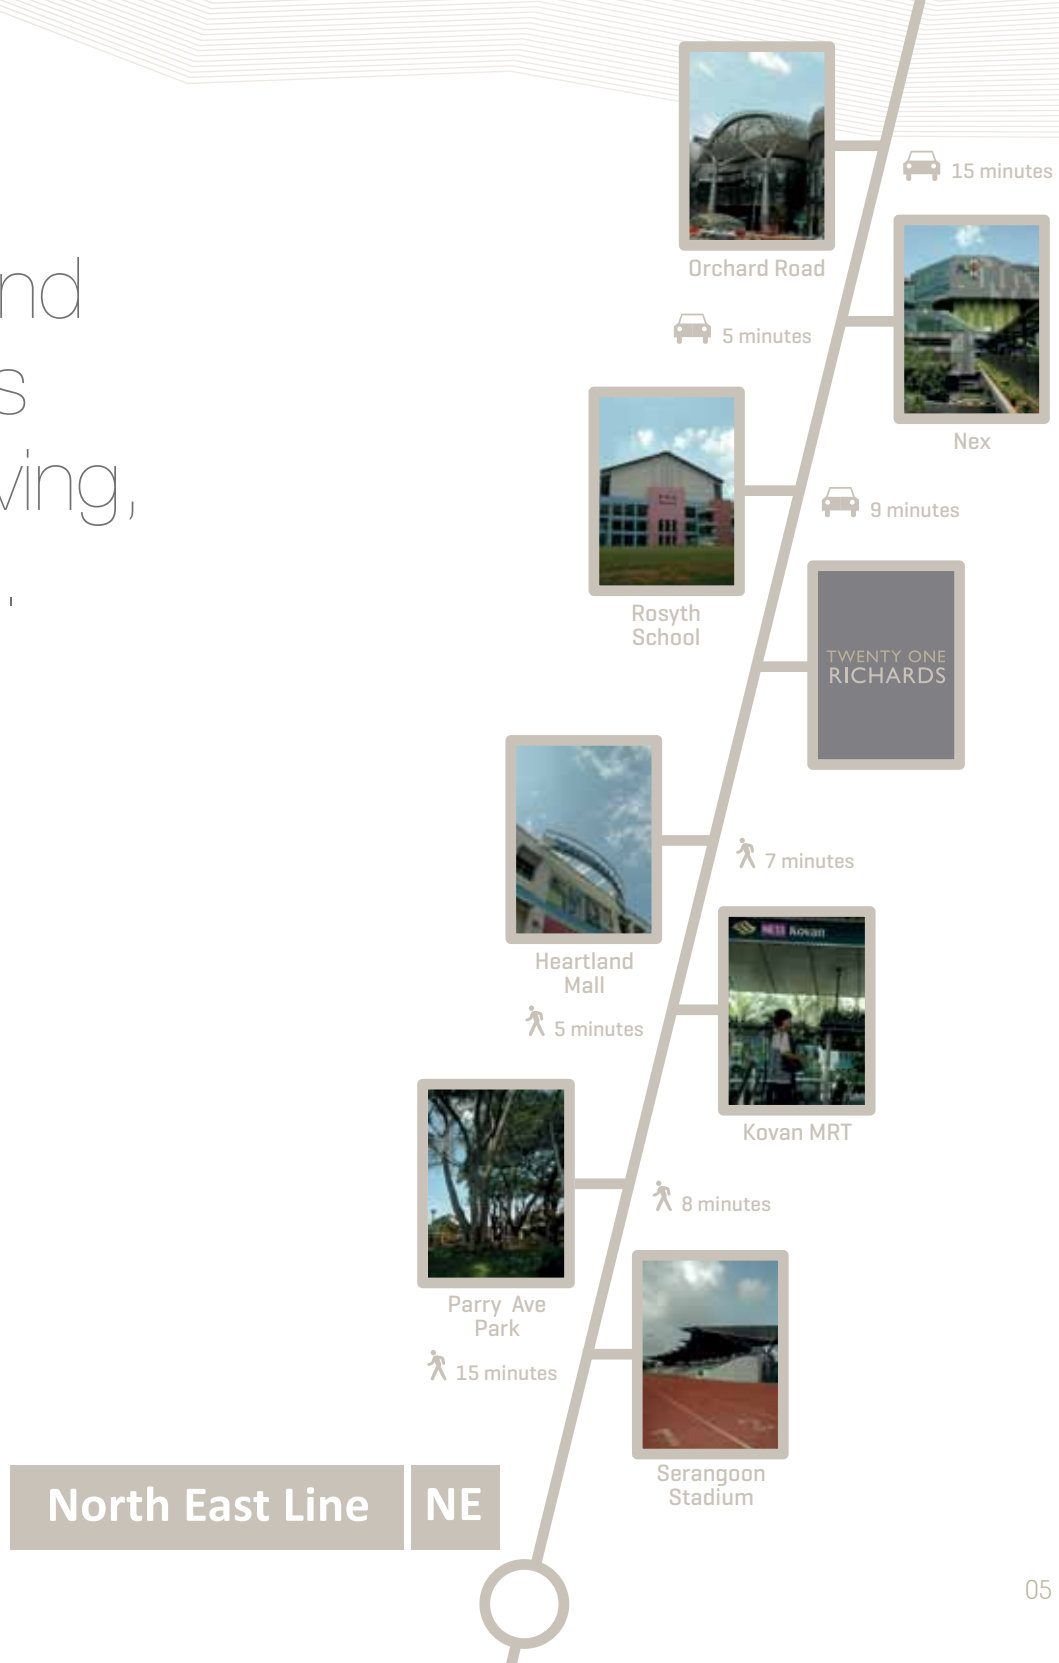 nd
s
ving,
15 minutes
Orchard Road
5 minutes
Nex
9 minutes
Rosyth
School
TWENTY ONE
RICHARDS
7 minutes
NE13 Kovan
Heartland
Mall
5 minutes
Kovan MRT
8 minutes
Parry Ave
Park
15 minutes
Serangoon
Stadium
North East Line NE
05